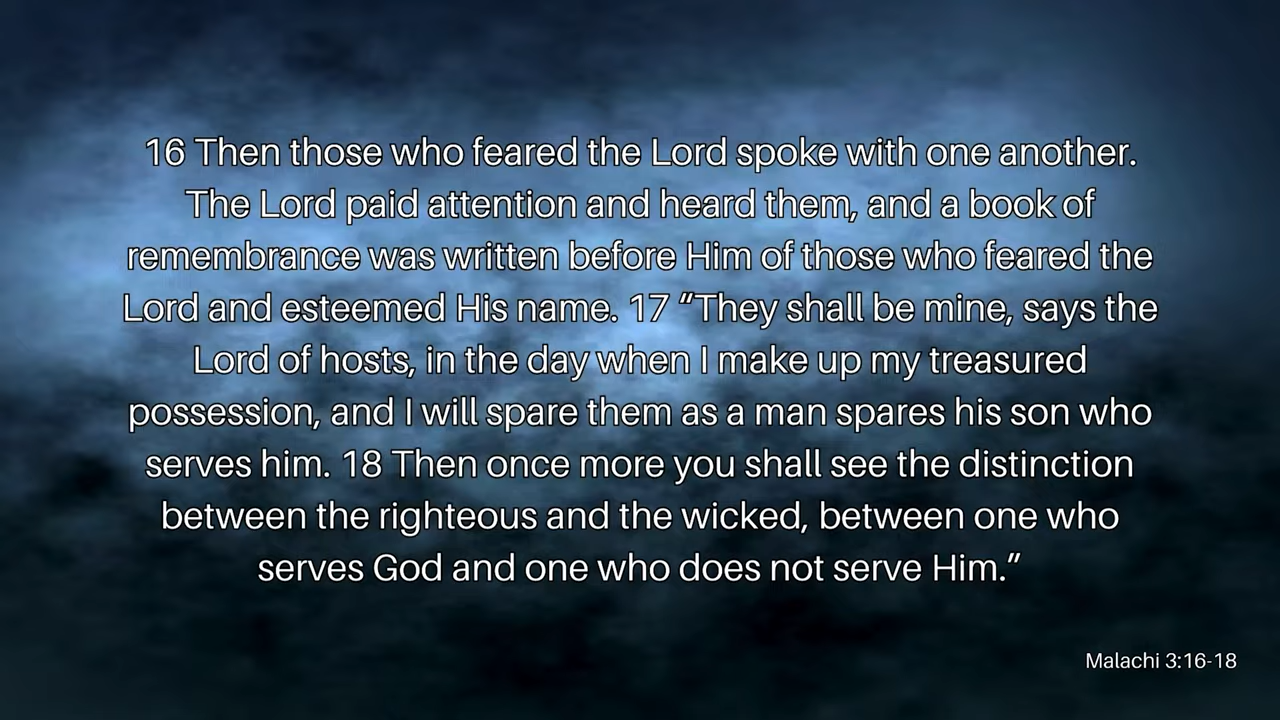 16 Then those who feared the Lord spoke with one another.
The Lord paid attention and heard them, and a book of
remembrance was written before Him of those who feared the
Lord and esteemed His name. 17 “They shall be mine, says the
Lord of hosts, in the day when I make up my treasured
possession, and I will spare them as a man spares his son who
serves him. 18 Then once more you shall see the distinction
between the righteous and the wicked, between one who
serves God and one who does not serve Him.”
Malachi 3:16-18